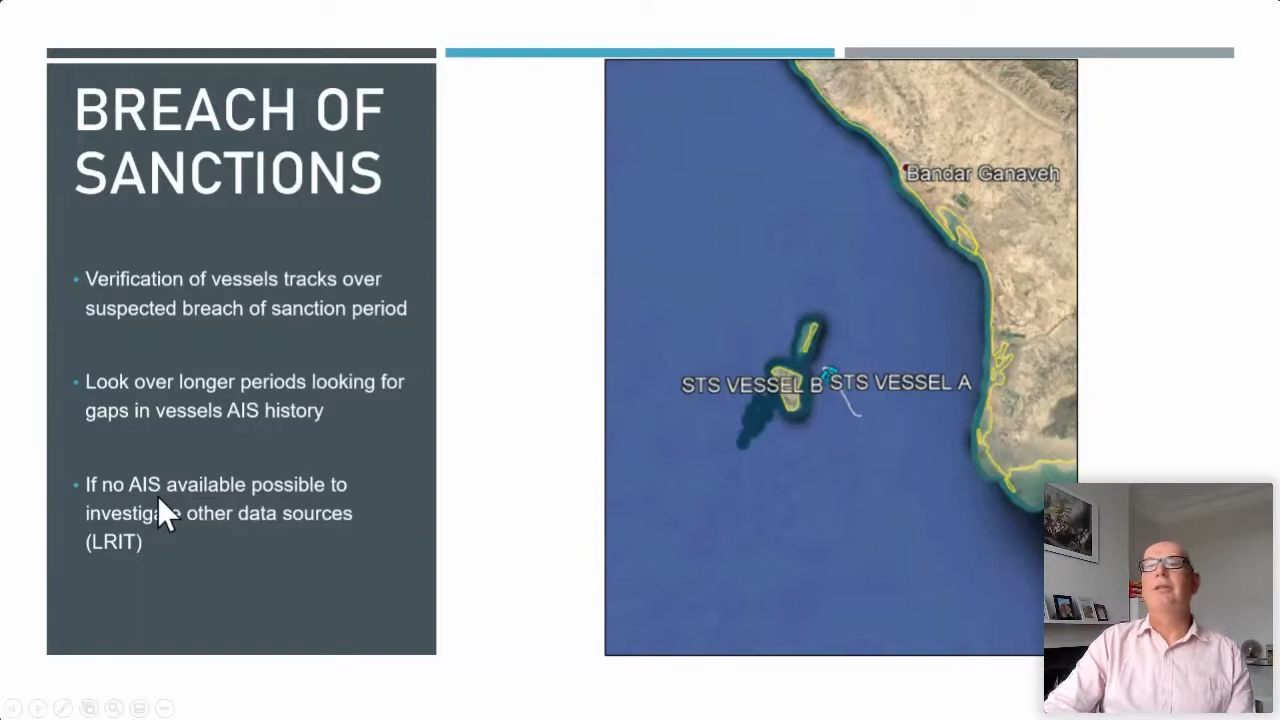 BREACH OF
SANCTIONS
• Verification of vessels tracks over
suspected breach of sanction period
• Look over longer periods looking for
gaps in vessels AIS history
• If no AIS available possible to
investigate other data sources
(LRIT)
Bandar Ganaveh
STS VESSEL B
STS VESSEL A